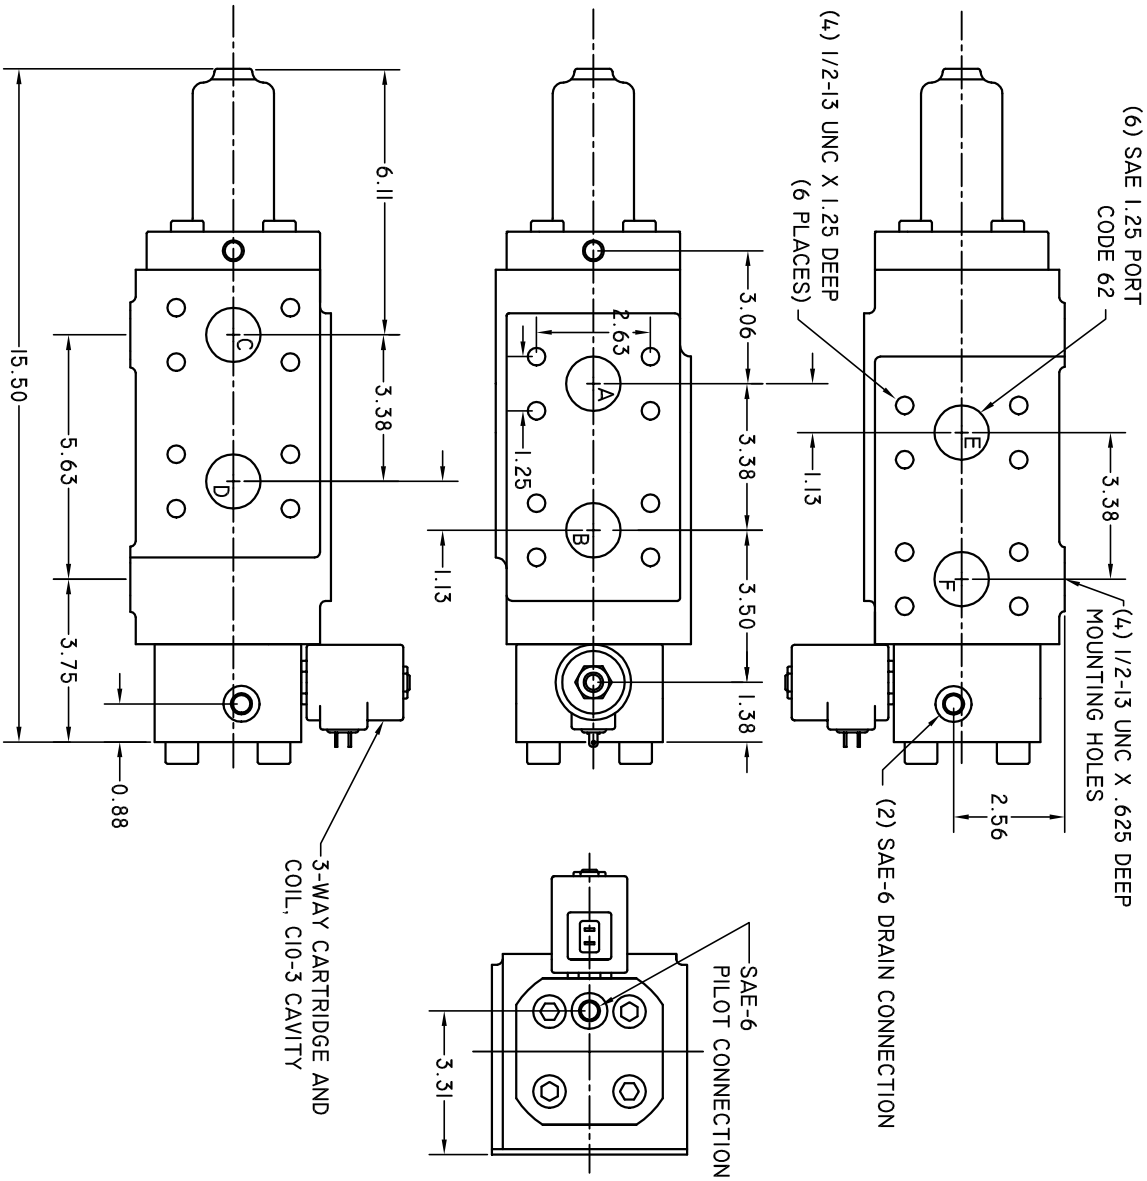 (6) SAE 1.25 PORT
CODE 62
3.38
(4) 1/2-13 UNC X .625 DEEP
MOUNTING HOLES
E
F
1.13
2.56
(2) SAE-6 DRAIN CONNECTION
(4) 1/2-13 UNC X 1.25 DEEP
(6 PLACES)
3.06
3.38
3.50
1.38
2.63
A
B
1.25
SAE-6
PILOT CONNECTION
3.31
1.13
6.11
3.38
C
D
3-WAY CARTRIDGE AND
COIL, C10-3 CAVITY
5.63
3.75
0.88
15.50